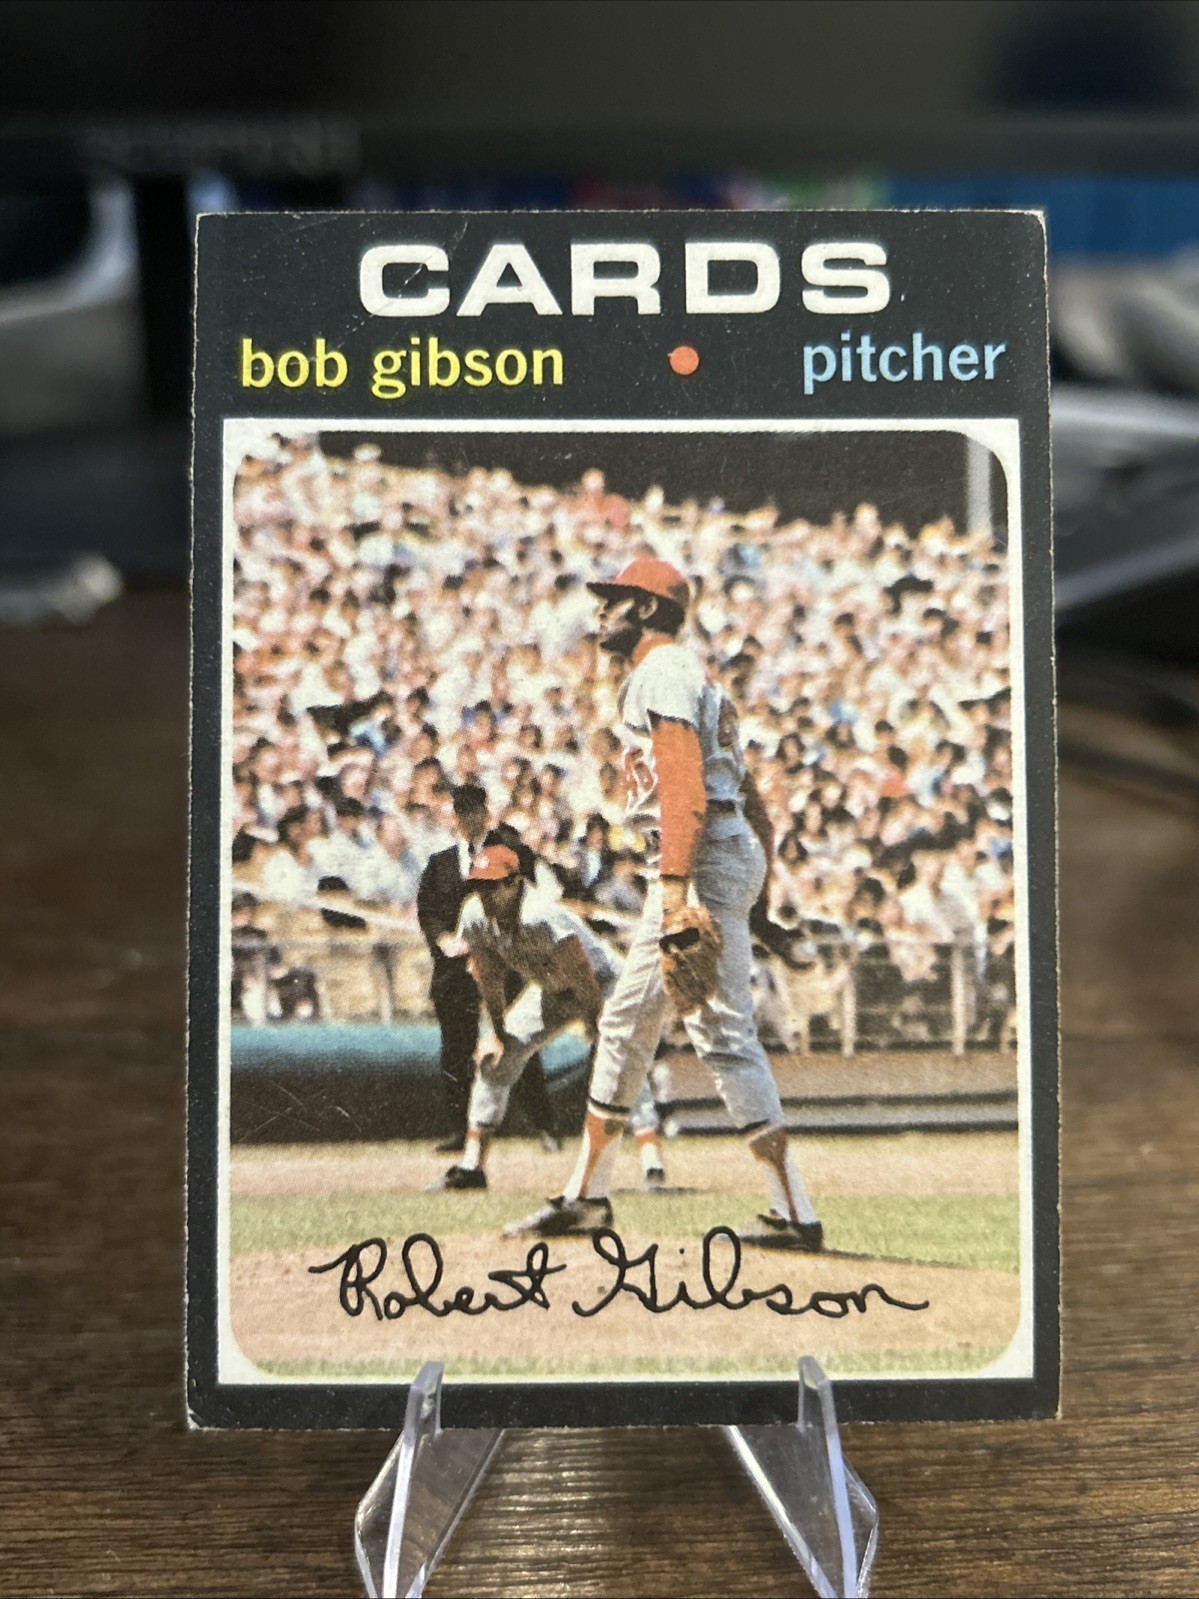 CARDS
bob gibson • pitcher
Robert Gibson